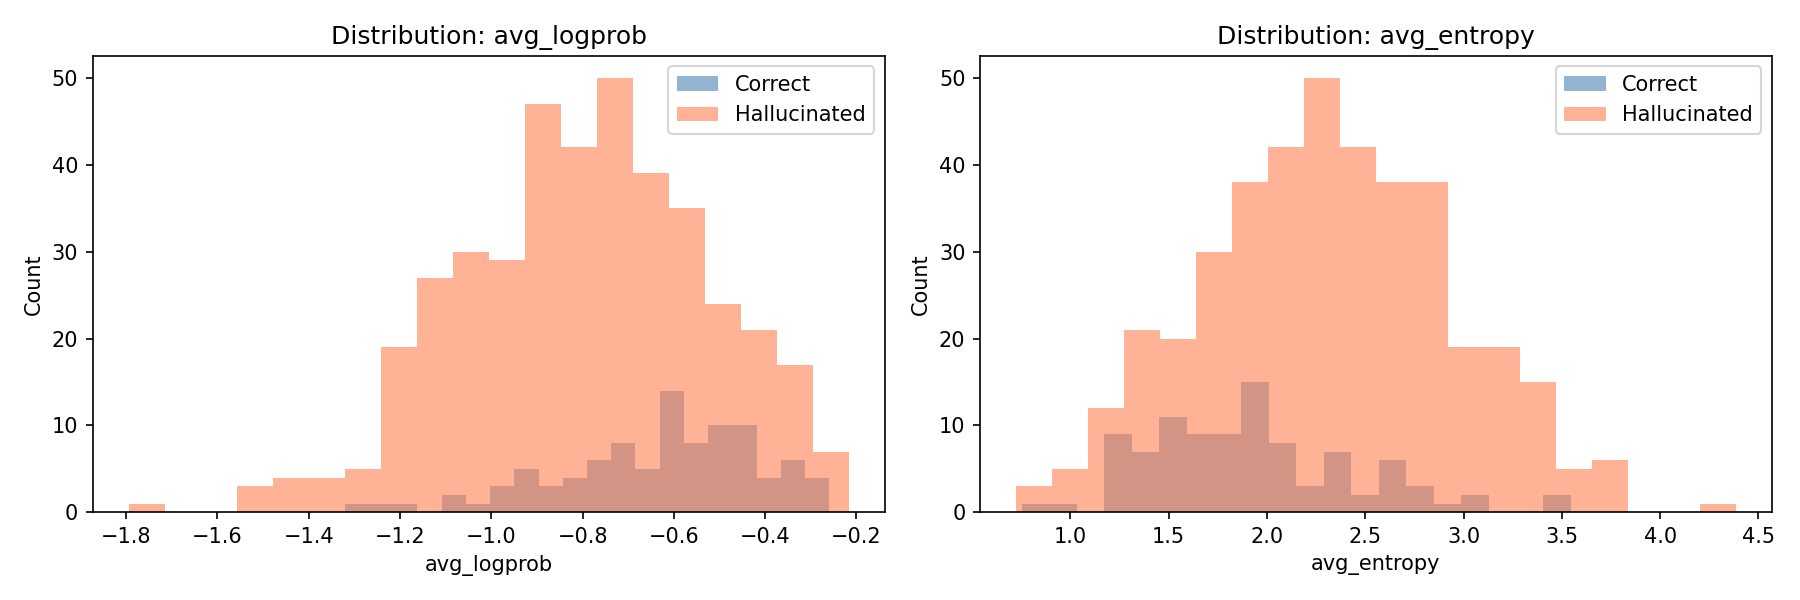 Distribution: avg_logprob
50
40
30
20
10
0
Count
Correct
Hallucinated
−1.8 −1.6 −1.4 −1.2 −1.0 −0.8 −0.6 −0.4 −0.2
avg_logprob
Distribution: avg_entropy
50
40
30
20
10
0
Count
Correct
Hallucinated
1.0 1.5 2.0 2.5 3.0 3.5 4.0 4.5
avg_entropy